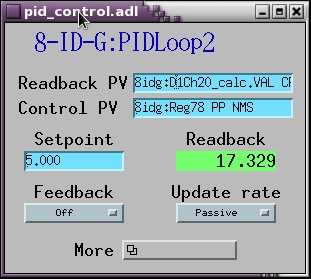 pid_control.adl
8-ID-G:PIDLoop2
Readback PV 8idg:D1Ch20_calc.VAL CP
Control PV 8idg:Reg78 PP NMS
Setpoint Readback
5.000 17.329
Feedback Update rate
Off Passive
More